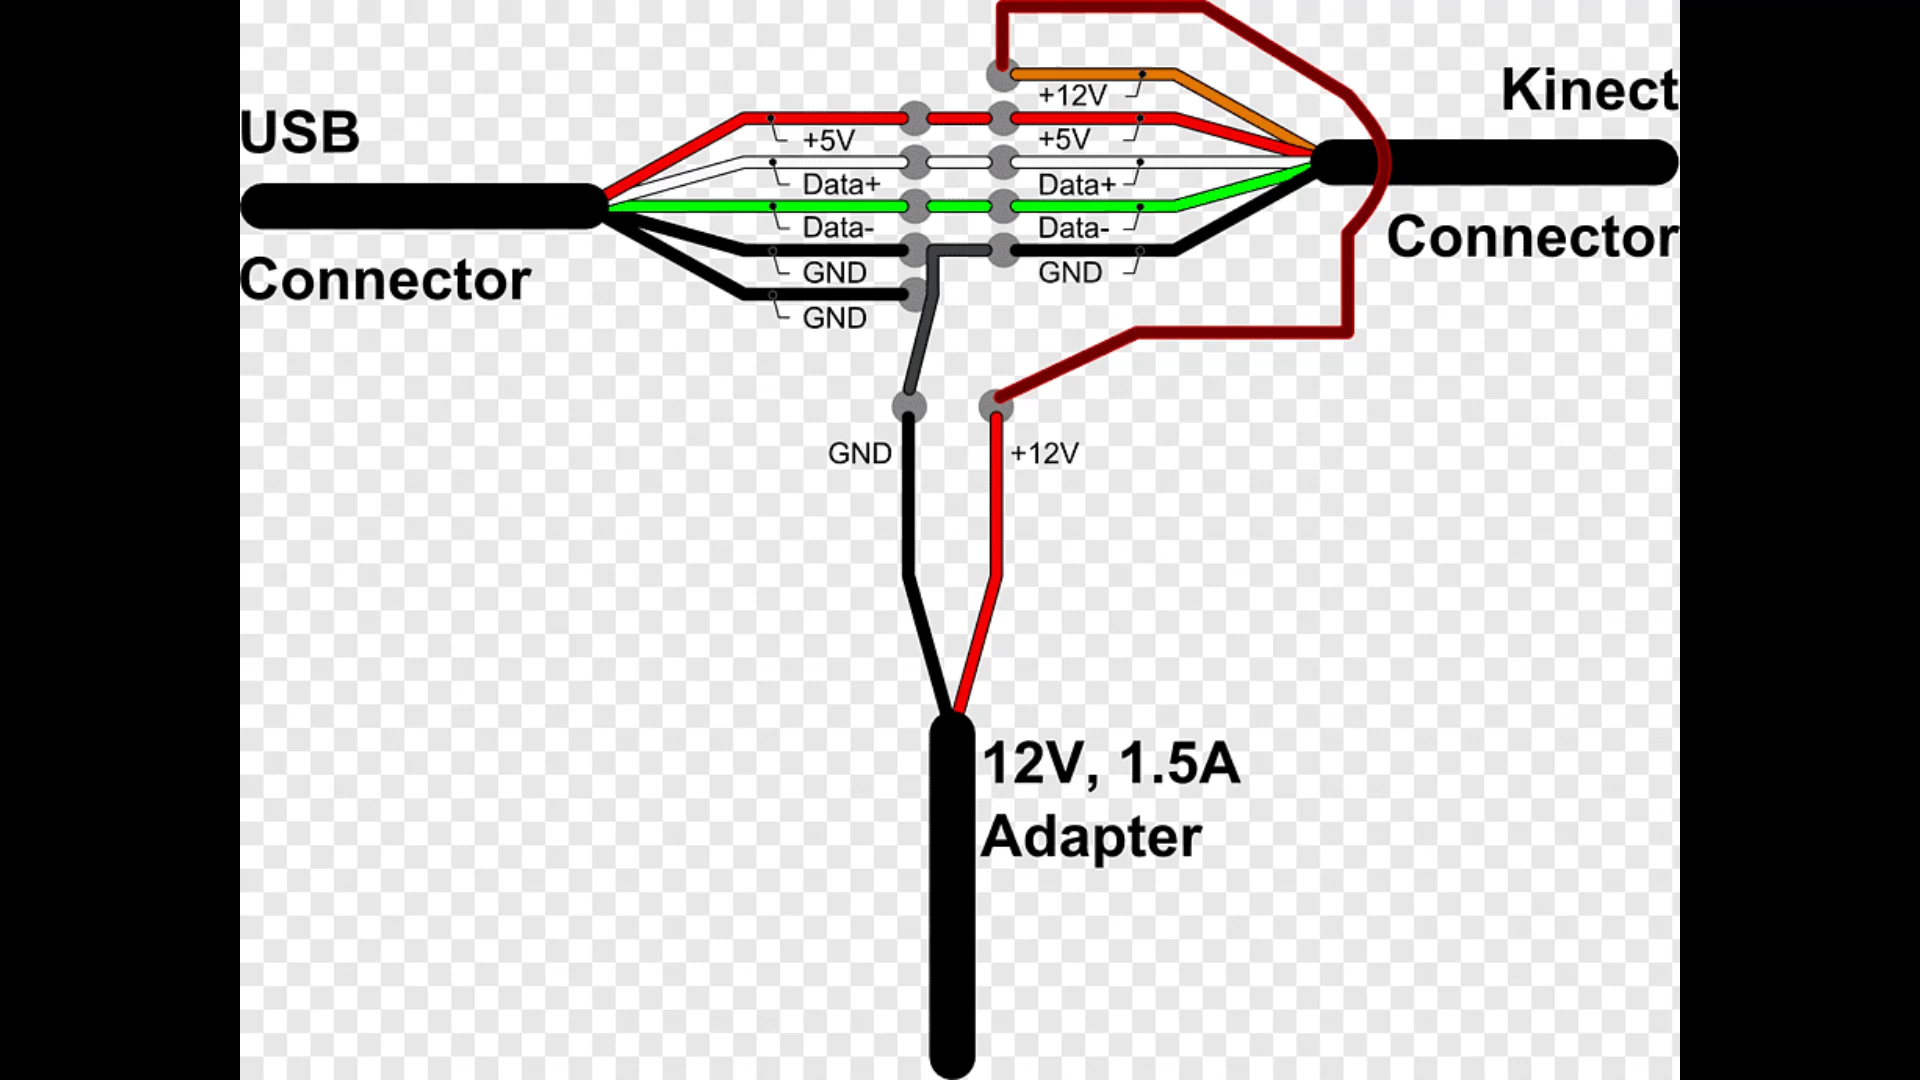 USB
Connector
+5V
Data+
Data-
GND
GND
+12V
+5V
Data+
Data-
GND
Kinect
Connector
GND
+12V
12V, 1.5A
Adapter